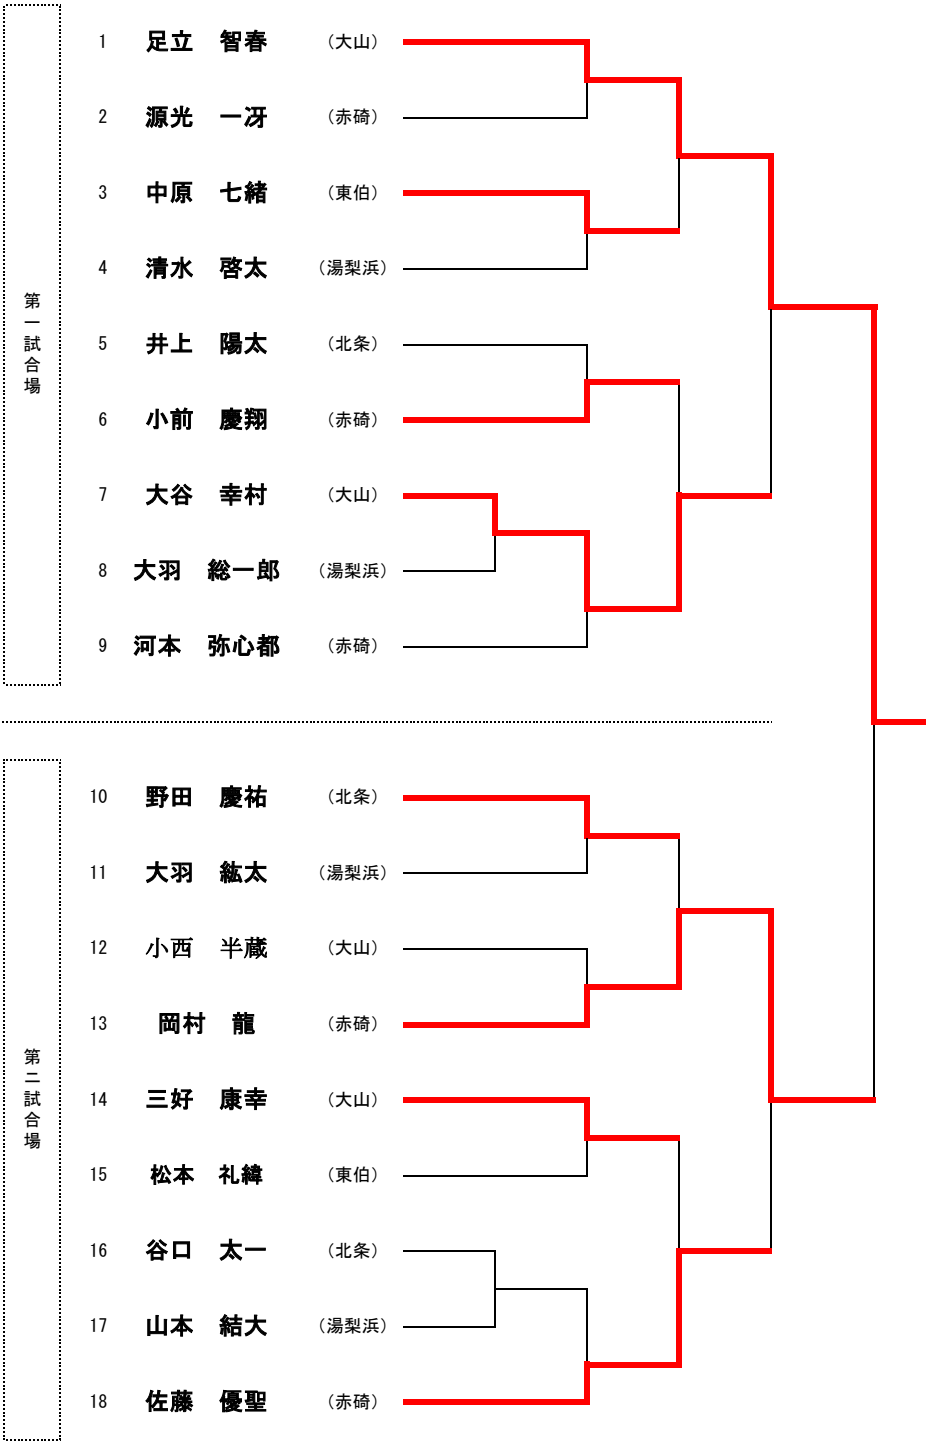 第一試合場
1 足立 智春 （大山）
2 源光 一冴 （赤碕）
3 中原 七緒 （東伯）
4 清水 啓太 （湯梨浜）
5 井上 陽太 （北条）
6 小前 慶翔 （赤碕）
7 大谷 幸村 （大山）
8 大羽 総一郎 （湯梨浜）
9 河本 弥心都 （赤碕）
第二試合場
10 野田 慶祐 （北条）
11 大羽 紘太 （湯梨浜）
12 小西 半蔵 （大山）
13 岡村 龍 （赤碕）
14 三好 康幸 （大山）
15 松本 礼緯 （東伯）
16 谷口 太一 （北条）
17 山本 結大 （湯梨浜）
18 佐藤 優聖 （赤碕）